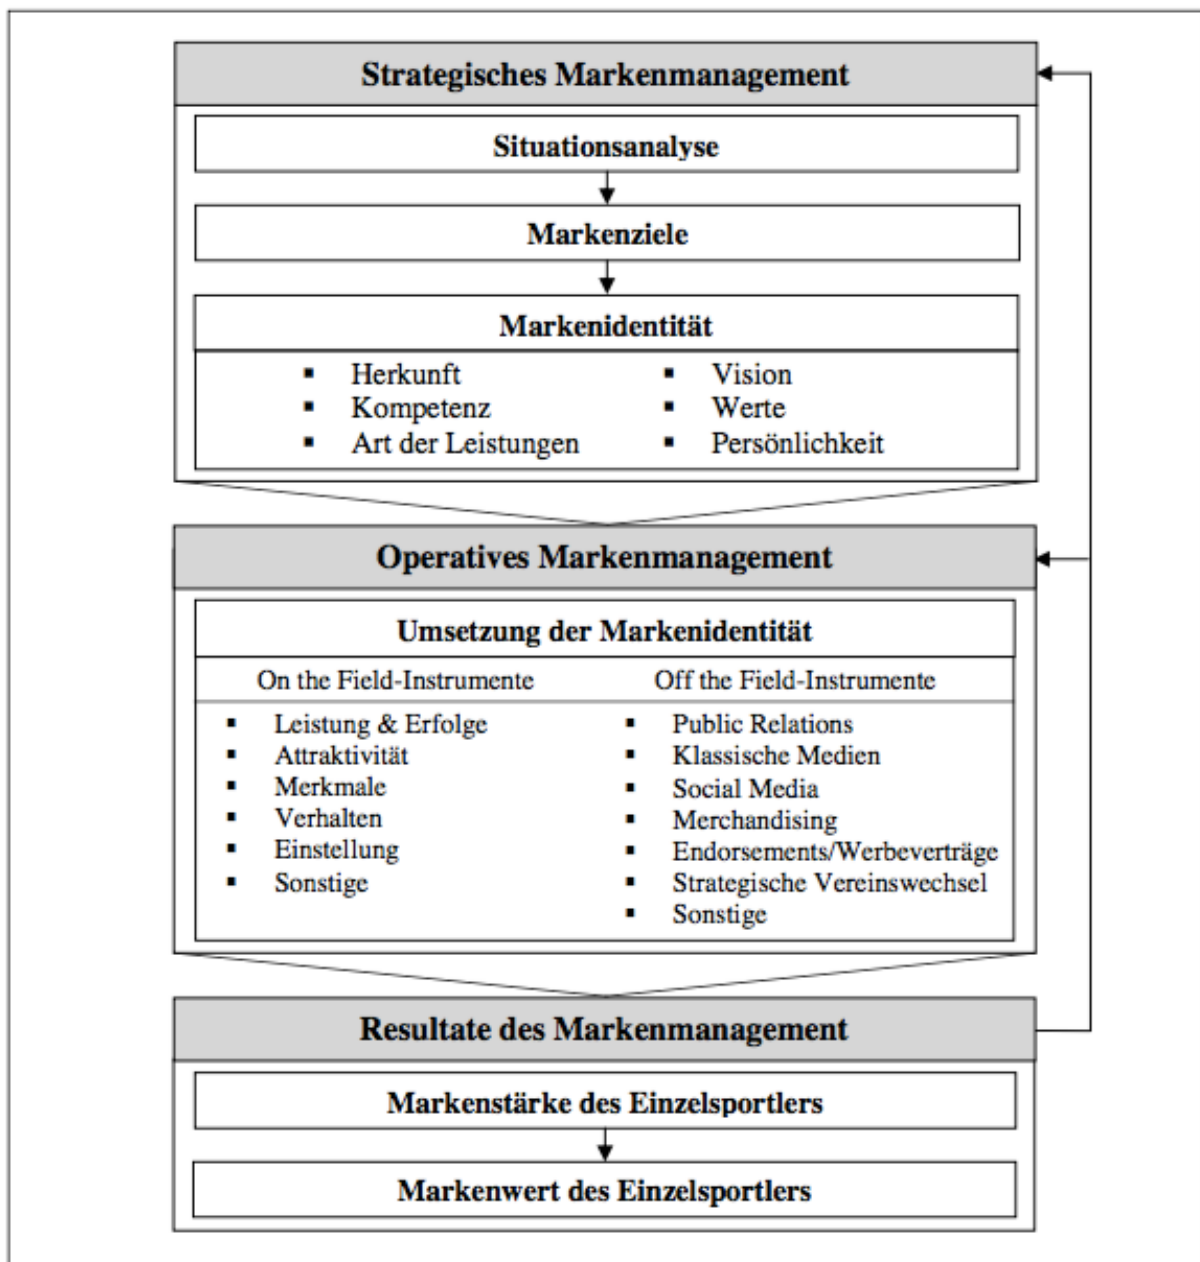 Strategisches Markenmanagement
Situationsanalyse
Markenziele
Markenidentität
▪ Herkunft
▪ Kompetenz
▪ Art der Leistungen
▪ Vision
▪ Werte
▪ Persönlichkeit
Operatives Markenmanagement
Umsetzung der Markenidentität
On the Field-Instrumente
▪ Leistung & Erfolge
▪ Attraktivität
▪ Merkmale
▪ Verhalten
▪ Einstellung
▪ Sonstige
Off the Field-Instrumente
▪ Public Relations
▪ Klassische Medien
▪ Social Media
▪ Merchandising
▪ Endorsements/Werbeverträge
▪ Strategische Vereinswechsel
▪ Sonstige
Resultate des Markenmanagement
Markenstärke des Einzelsportlers
Markenwert des Einzelsportlers